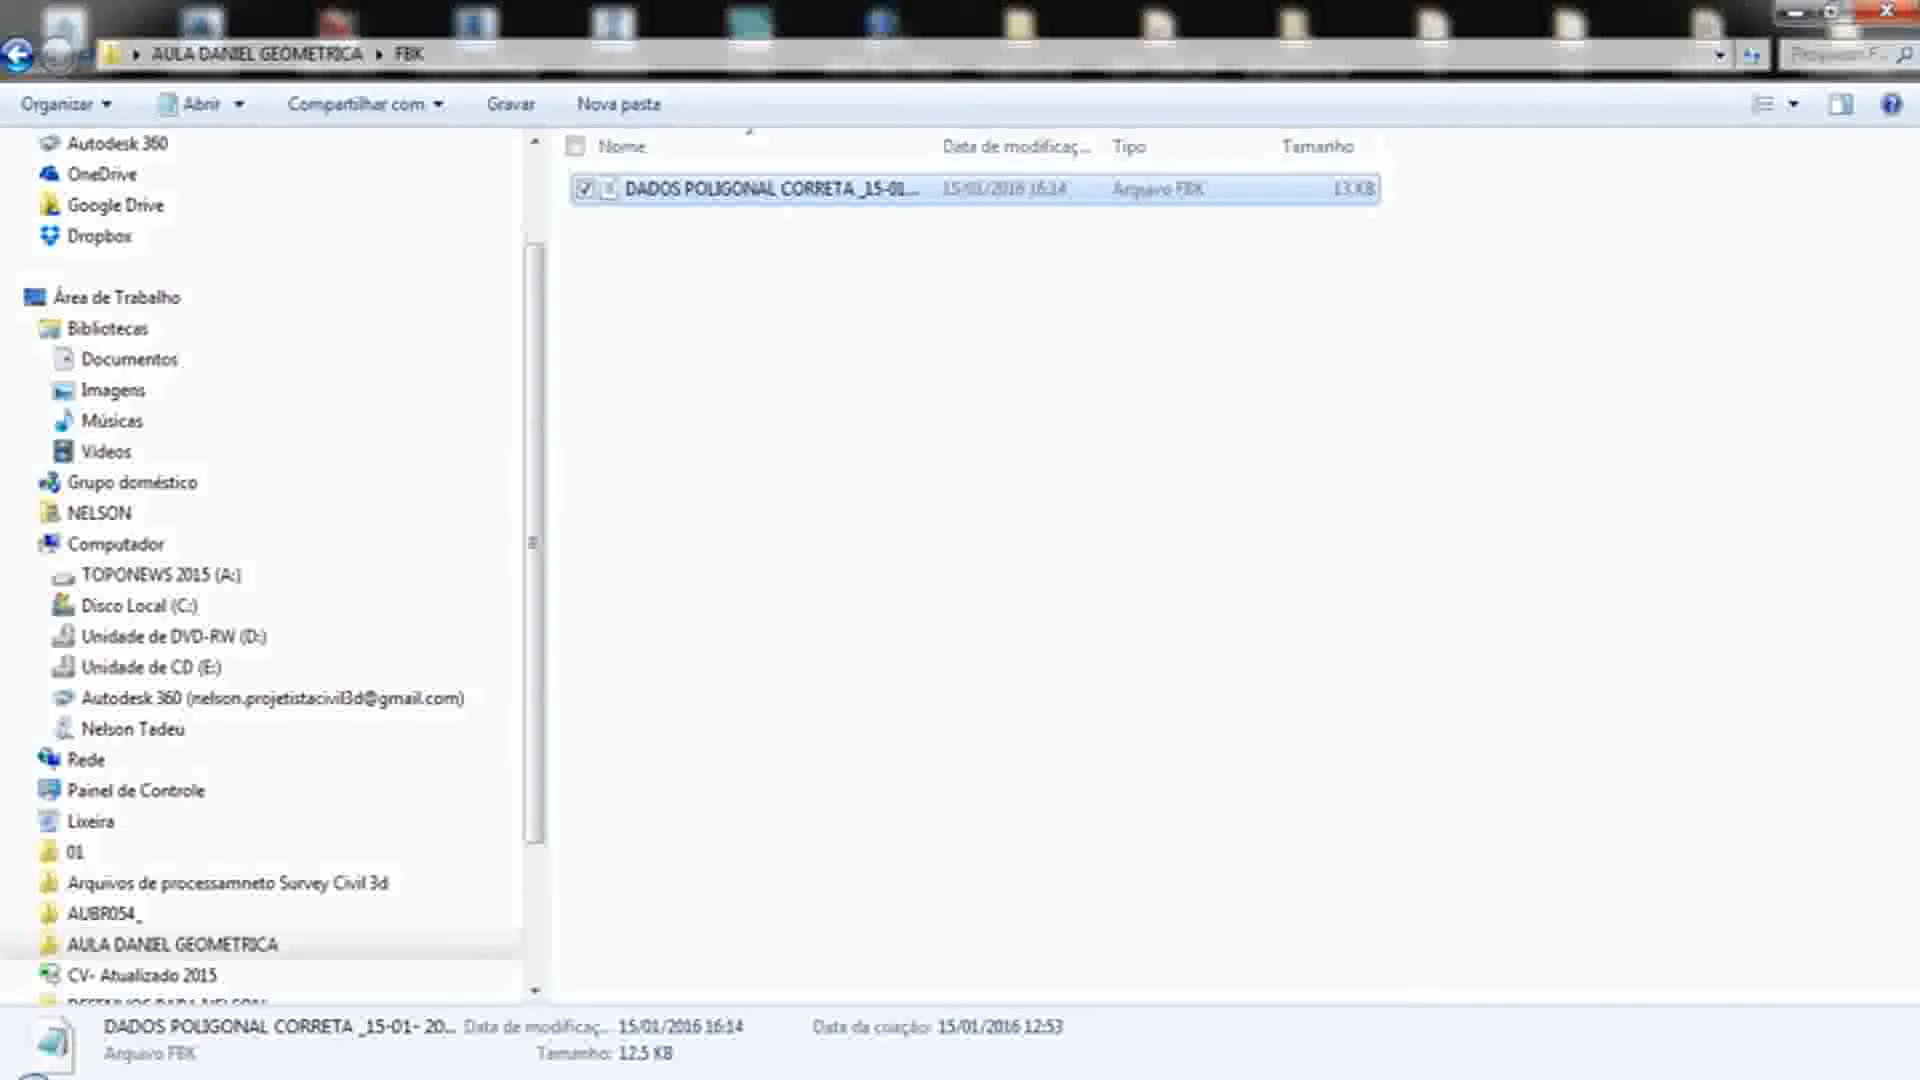 AULA DANIEL GEOMETRICA ▸ FBK
Organizar Abrir Compartilhar com Gravar Nova pasta
Autodesk 360
OneDrive
Google Drive
Dropbox
Área de Trabalho
Bibliotecas
Documentos
Imagens
Músicas
Vídeos
Grupo doméstico
NELSON
Computador
TOPONEWS 2015 (A:)
Disco Local (C:)
Unidade de DVD-RW (D:)
Unidade de CD (E:)
Autodesk 360 (nelson.projetistacivil3d@gmail.com)
Nelson Tadeu
Rede
Painel de Controle
Lixeira
01
Arquivos de processamneto Survey Civil 3d
AUBR054_
AULA DANIEL GEOMETRICA
CV- Atualizado 2015
Nome Data de modificaç... Tipo Tamanho
DADOS POLIGONAL CORRETA _15-01... 15/01/2016 16:14 Arquivo FBK 13 KB
DADOS POLIGONAL CORRETA _15-01- 20... Data de modificaç... 15/01/2016 16:14 Data da criação: 15/01/2016 12:53
Arquivo FBK Tamanho: 12,5 KB